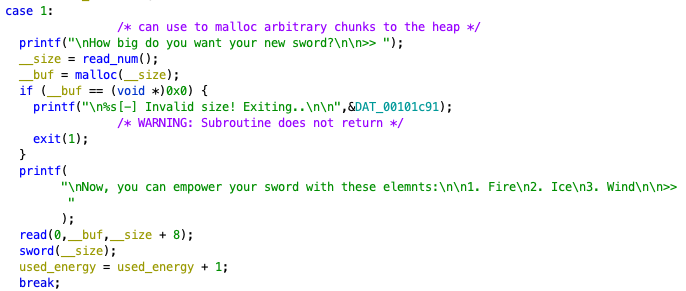 case 1:
/* can use to malloc arbitrary chunks to the heap */
printf("\nHow big do you want your new sword?\n\n>> ");
__size = read_num();
__buf = malloc(__size);
if (__buf == (void *)0x0) {
printf("\n%s[-] Invalid size! Exiting..\n\n",&DAT_00101c91);
/* WARNING: Subroutine does not return */
exit(1);
}
printf(
"\nNow, you can empower your sword with these elemnts:\n\n1. Fire\n2. Ice\n3. Wind\n\n>>
"
);
read(0,__buf,__size + 8);
sword(__size);
used_energy = used_energy + 1;
break;